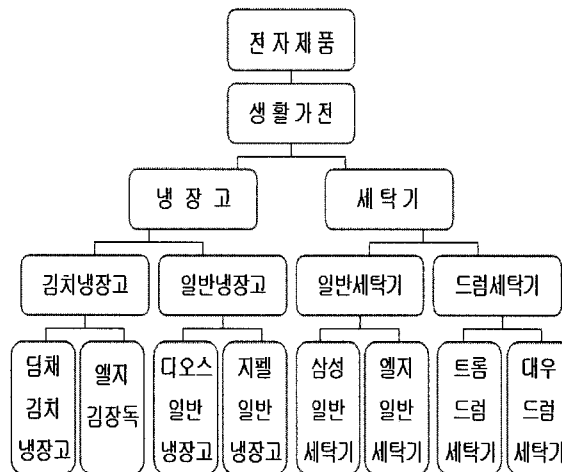 전자제품
생활가전
냉장고
세탁기
김치냉장고
일반냉장고
일반세탁기
드럼세탁기
딤채
김치
냉장고
엘지
김장독
디오스
일반
냉장고
지펠
일반
냉장고
삼성
일반
세탁기
엘지
일반
세탁기
트롬
드럼
세탁기
대우
드럼
세탁기